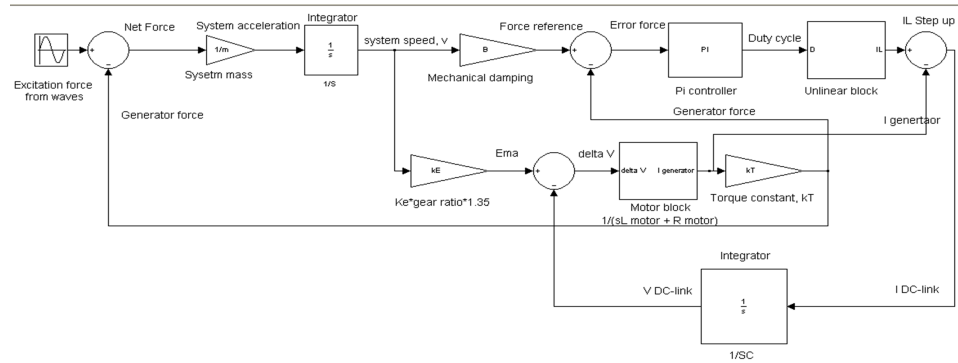 Net Force
System acceleration
Integrator
system speed, v
Force reference
Error force
Duty cycle
IL Step up
1/m
1
s
B
PI
D
IL
Excitation force
from waves
Sysetm mass
1/S
Mechanical damping
Pi controller
Unlinear block
Generator force
Generator force
I genertaor
Ema
delta V
kE
delta V
I generator
kT
Ke*gear ratio*1.35
Motor block
1/(sL motor + R motor)
Torque constant, kT
Integrator
V DC-link
I DC-link
1
s
1/SC